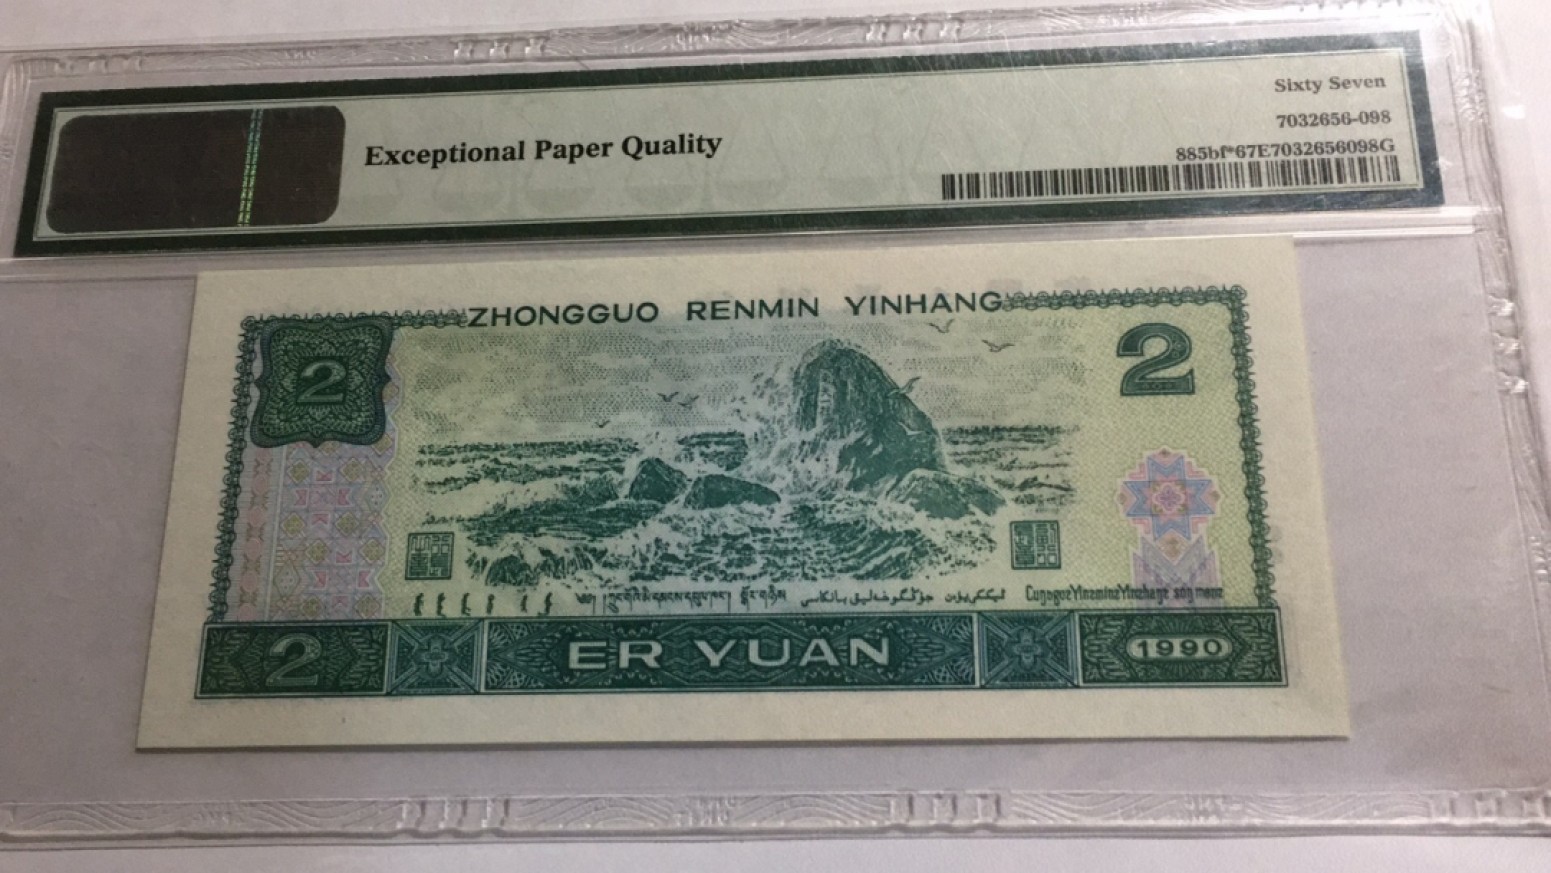 Sixty Seven
7032656-098
Exceptional Paper Quality
885bf*67E7032656098G
ZHONGGUO RENMIN YINHANG
2
2
2 ER YUAN 1990